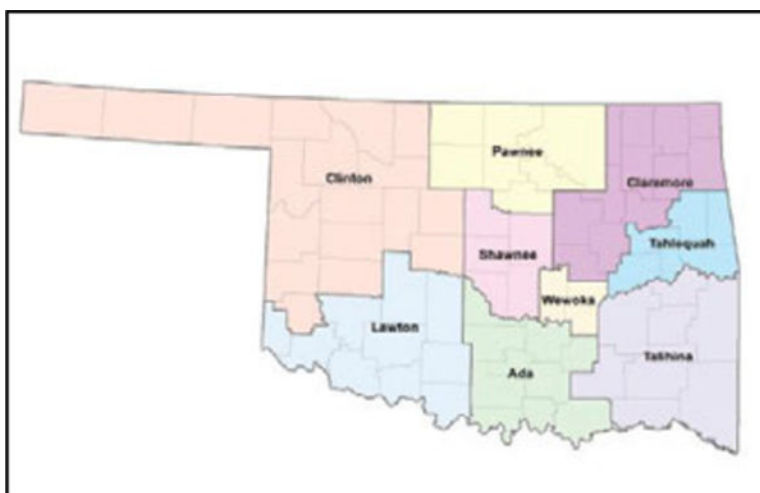 Pawnee
Clinton
Claremore
Tahlequah
Shawnee
Wewoka
Lawton
Talihina
Ada